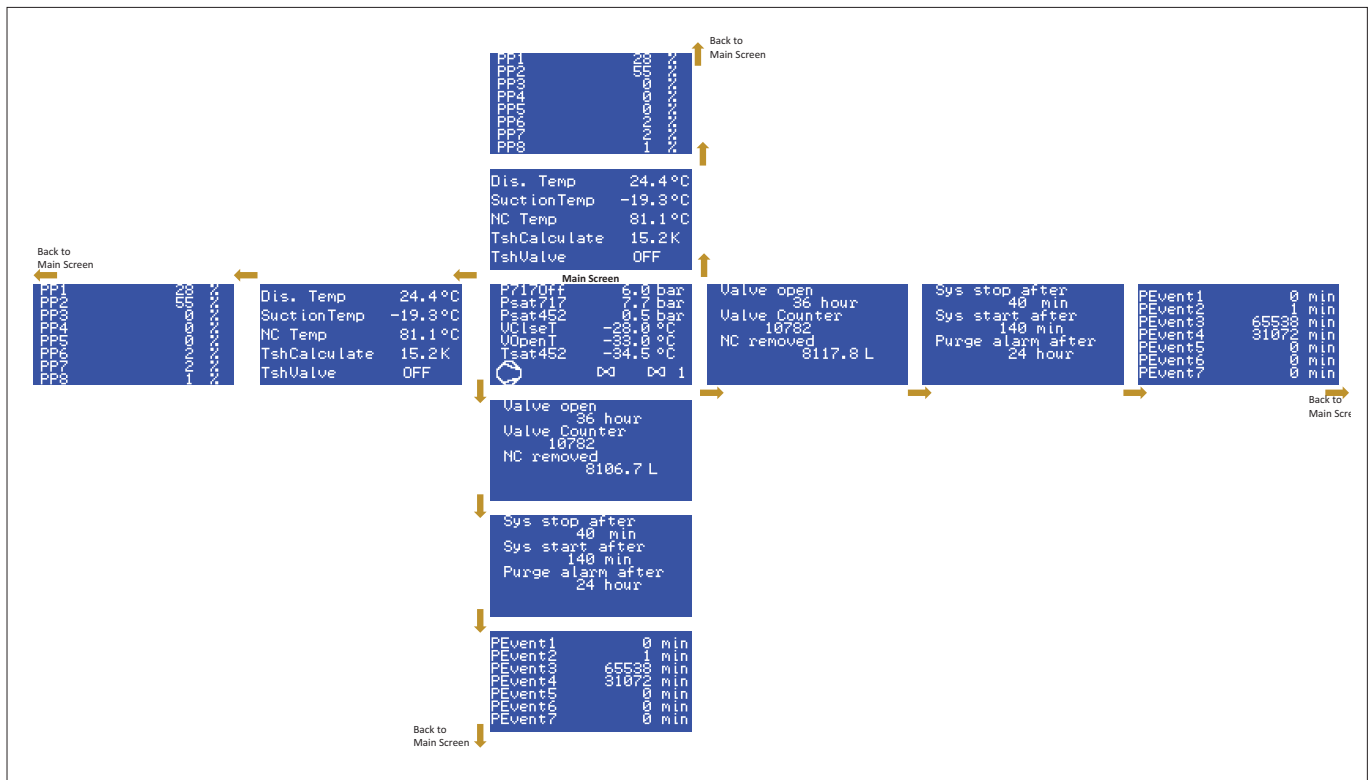 Back to
Main Screen
PP1 28 %
PP2 55 %
PP3 0 %
PP4 0 %
PP5 0 %
PP6 2 %
PP7 2 %
PP8 1 %
Dis. Temp 24.4°C
SuctionTemp -19.3°C
NC Temp 81.1°C
TshCalculate 15.2K
TshValve OFF
Back to
Main Screen
PP1 28 %
PP2 55 %
PP3 0 %
PP4 0 %
PP5 0 %
PP6 2 %
PP7 2 %
PP8 1 %
Dis. Temp 24.4°C
SuctionTemp -19.3°C
NC Temp 81.1°C
TshCalculate 15.2K
TshValve OFF
Main Screen
P717Off 6.0 bar
Psat717 7.7 bar
Psat452 0.5 bar
VClseT -28.0 °C
VOpenT -33.0 °C
Tsat452 -34.5 °C
1
Valve open
36 hour
Valve Counter
10782
NC removed
8117.8 L
Sys stop after
40 min
Sys start after
140 min
Purge alarm after
24 hour
PEvent1 0 min
PEvent2 1 min
PEvent3 65538 min
PEvent4 31072 min
PEvent5 0 min
PEvent6 0 min
PEvent7 0 min
Back to
Main Scre
Valve open
36 hour
Valve Counter
10782
NC removed
8106.7 L
Sys stop after
40 min
Sys start after
140 min
Purge alarm after
24 hour
PEvent1 0 min
PEvent2 1 min
PEvent3 65538 min
PEvent4 31072 min
PEvent5 0 min
PEvent6 0 min
PEvent7 0 min
Back to
Main Screen